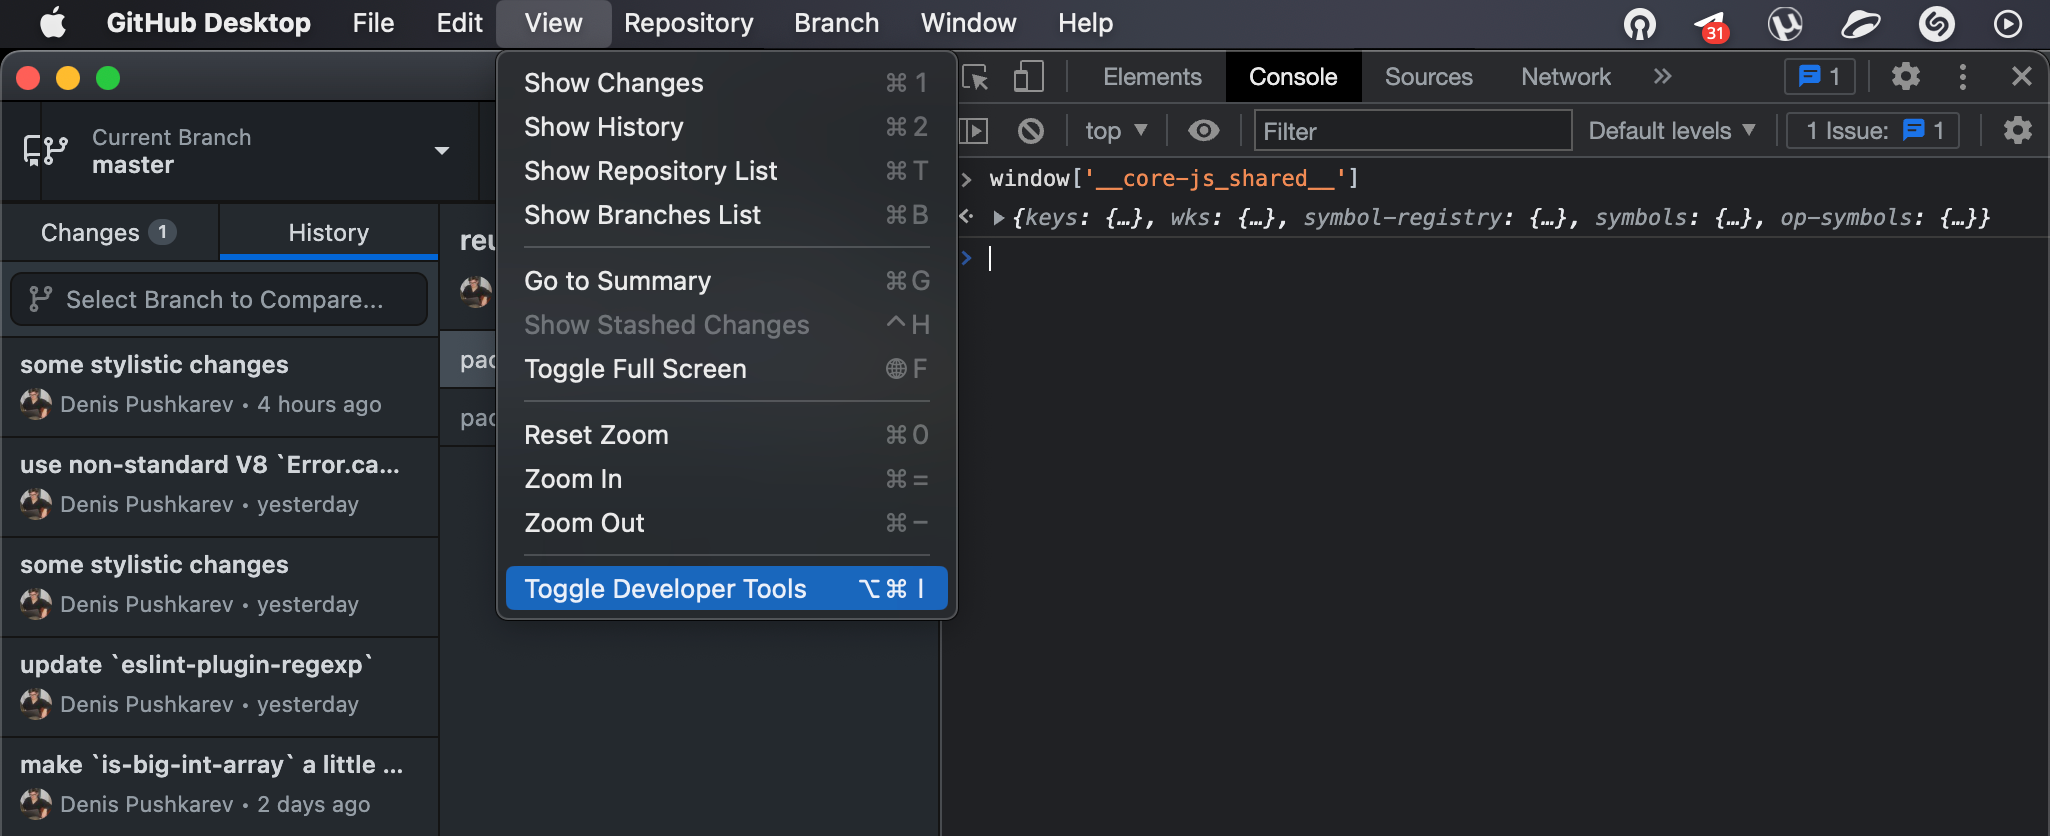 GitHub Desktop File Edit View Repository Branch Window Help 31
Current Branch
master
Changes 1 History
Select Branch to Compare...
some stylistic changes
Denis Pushkarev • 4 hours ago
use non-standard V8 `Error.ca...
Denis Pushkarev • yesterday
some stylistic changes
Denis Pushkarev • yesterday
update `eslint-plugin-regexp`
Denis Pushkarev • yesterday
make `is-big-int-array` a little ...
Denis Pushkarev • 2 days ago
reu
pac
pac
Show Changes ⌘ 1
Show History ⌘ 2
Show Repository List ⌘ T
Show Branches List ⌘ B
Go to Summary ⌘ G
Show Stashed Changes ^ H
Toggle Full Screen F
Reset Zoom ⌘ 0
Zoom In ⌘ =
Zoom Out ⌘ −
Toggle Developer Tools ⌥ ⌘ I
Elements Console Sources Network » 1
top ▼ Filter Default levels ▼ 1 Issue: 1
> window['__core-js_shared__']
▶ {keys: {…}, wks: {…}, symbol-registry: {…}, symbols: {…}, op-symbols: {…}}
>